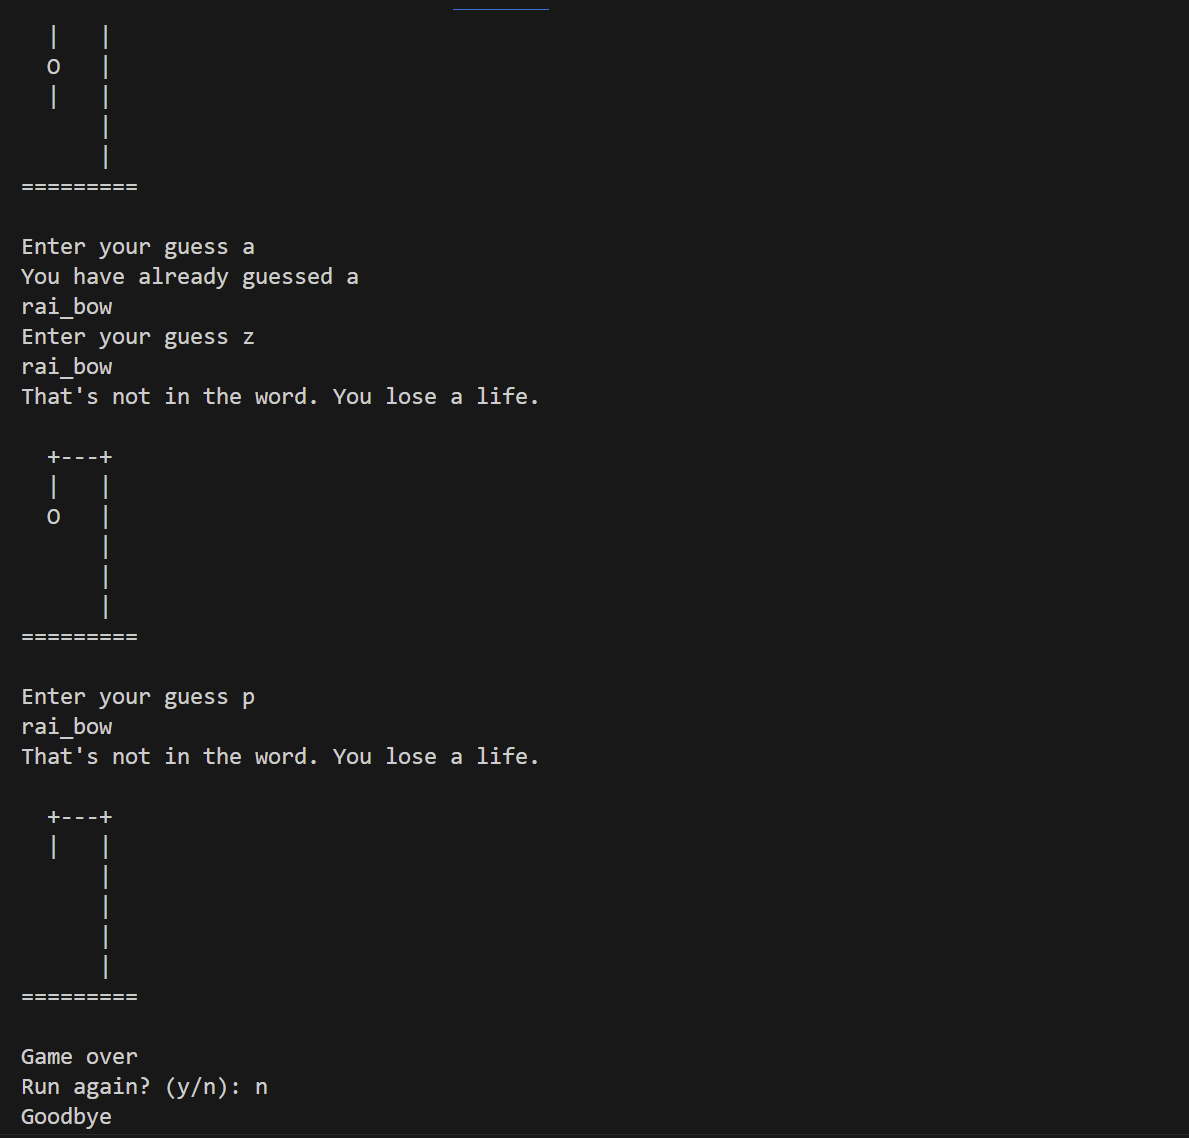 |   |
  O   |
  |   |
      |
      |
=========

Enter your guess a
You have already guessed a
rai_bow
Enter your guess z
rai_bow
That's not in the word. You lose a life.

  +---+
  |   |
  O   |
      |
      |
      |
=========

Enter your guess p
rai_bow
That's not in the word. You lose a life.

  +---+
  |   |
      |
      |
      |
      |
=========

Game over
Run again? (y/n): n
Goodbye